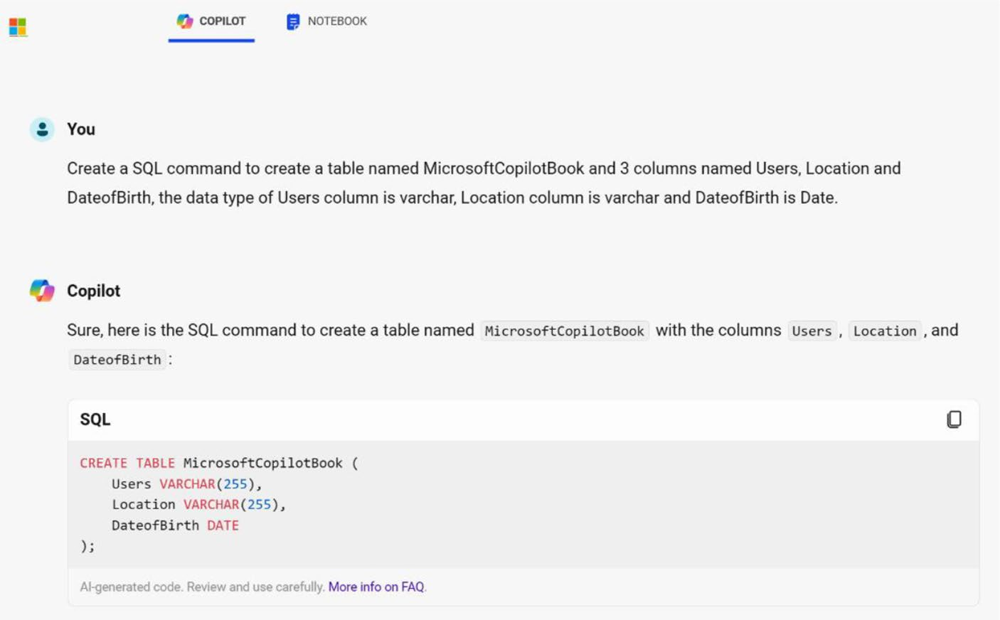 COPILOT NOTEBOOK
You
Create a SQL command to create a table named MicrosoftCopilotBook and 3 columns named Users, Location and
DateofBirth, the data type of Users column is varchar, Location column is varchar and DateofBirth is Date.
Copilot
Sure, here is the SQL command to create a table named MicrosoftCopilotBook with the columns Users, Location, and
DateofBirth:
SQL
CREATE TABLE MicrosoftCopilotBook (
    Users VARCHAR(255),
    Location VARCHAR(255),
    DateofBirth DATE
);
AI-generated code. Review and use carefully. More info on FAQ.